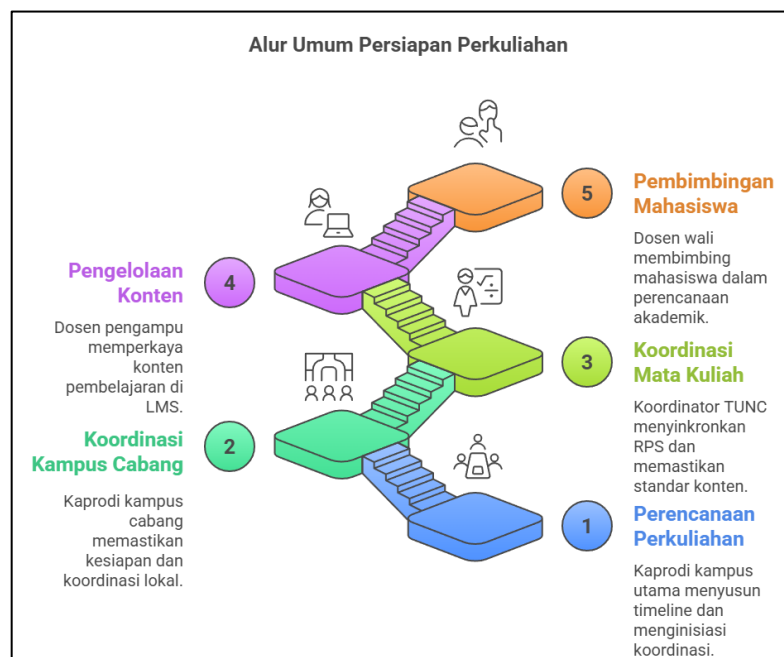 Alur Umum Persiapan Perkuliahan
5
Pembimbingan
Mahasiswa
Dosen wali
membimbing
mahasiswa dalam
perencanaan
akademik.
4
Pengelolaan
Konten
Dosen pengampu
memperkaya
konten
pembelajaran di
LMS.
3
Koordinasi
Mata Kuliah
Koordinator TUNC
menyinkronkan
RPS dan
memastikan
standar konten.
2
Koordinasi
Kampus Cabang
Kaprodi kampus
cabang
memastikan
kesiapan dan
koordinasi lokal.
1
Perencanaan
Perkuliahan
Kaprodi kampus
utama menyusun
timeline dan
menginisiasi
koordinasi.